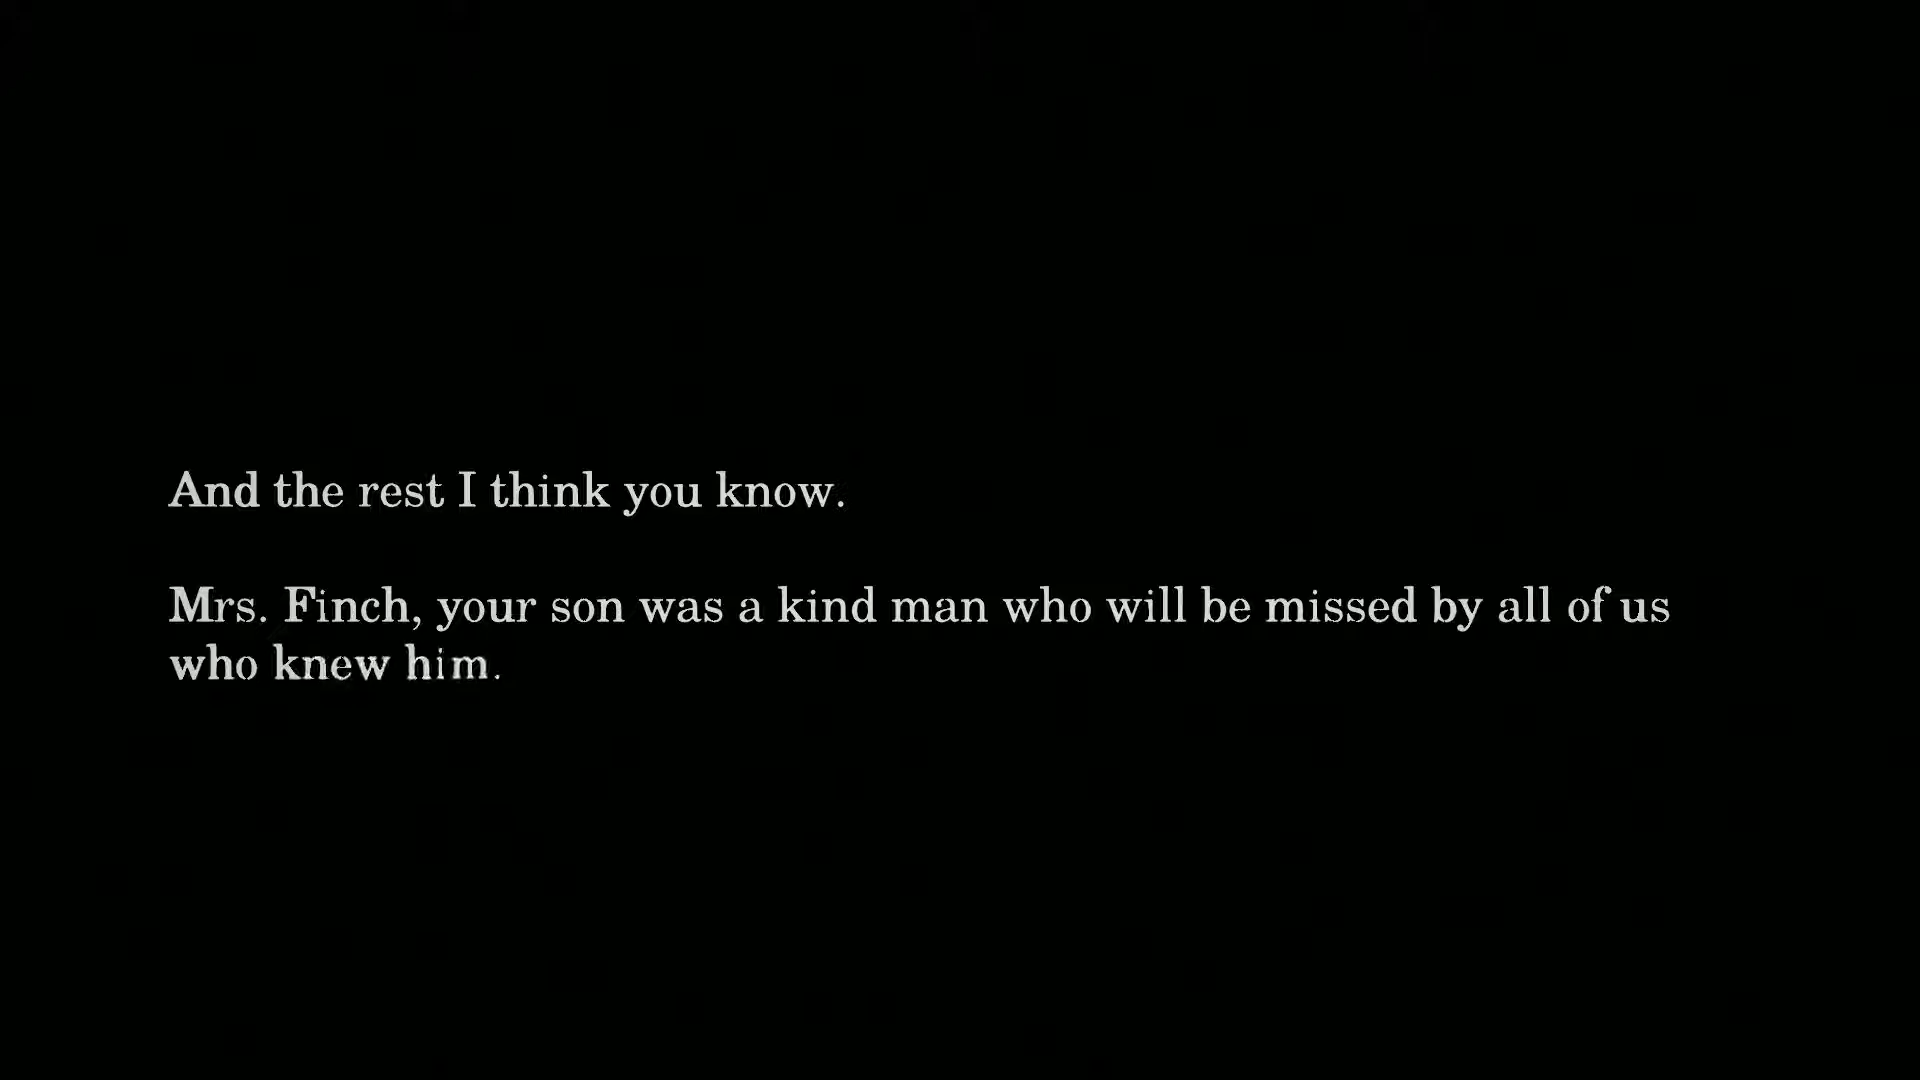 And the rest I think you know.
Mrs. Finch, your son was a kind man who will be missed by all of us
who knew him.